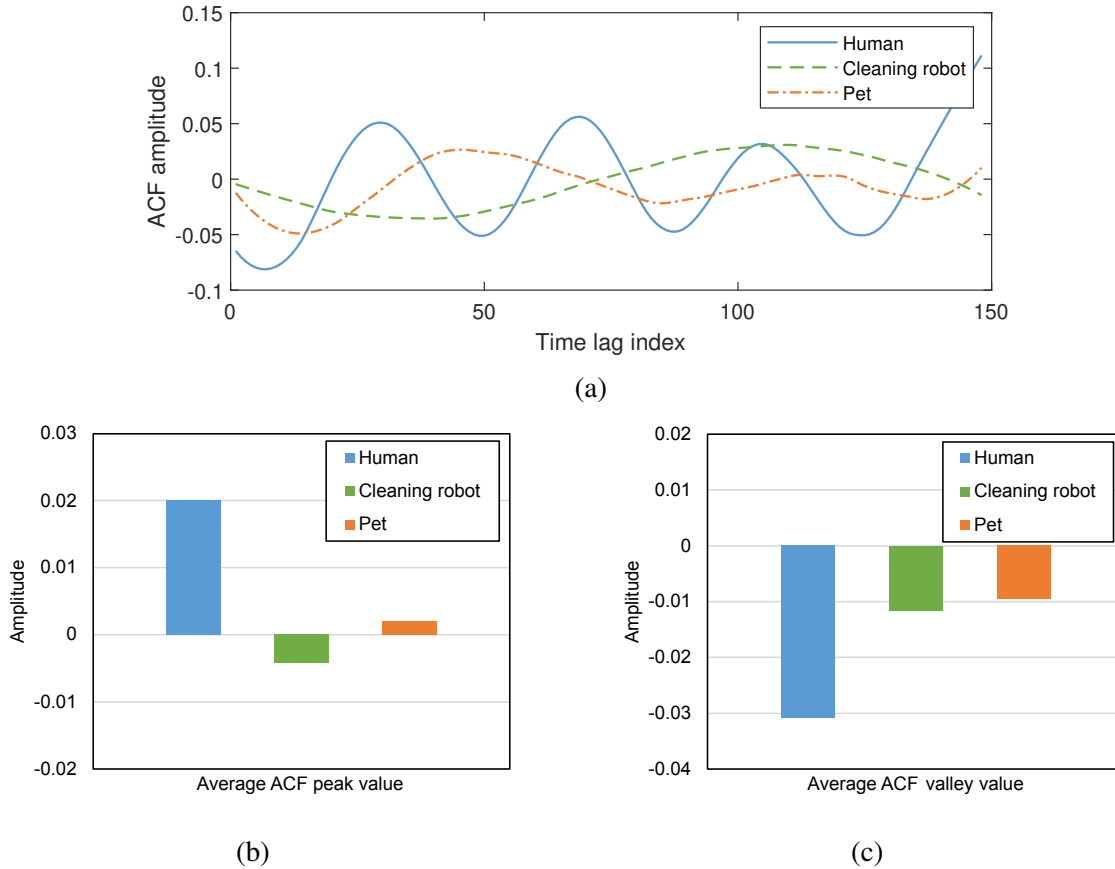 0.15
0.1
0.05
0
-0.05
-0.1
ACF amplitude
Human
Cleaning robot
Pet
0
50
100
150
Time lag index
(a)
0.03
0.02
0.01
0
-0.01
-0.02
Amplitude
Human
Cleaning robot
Pet
Average ACF peak value
(b)
0.02
0.01
0
-0.01
-0.02
-0.03
-0.04
Amplitude
Human
Cleaning robot
Pet
Average ACF valley value
(c)